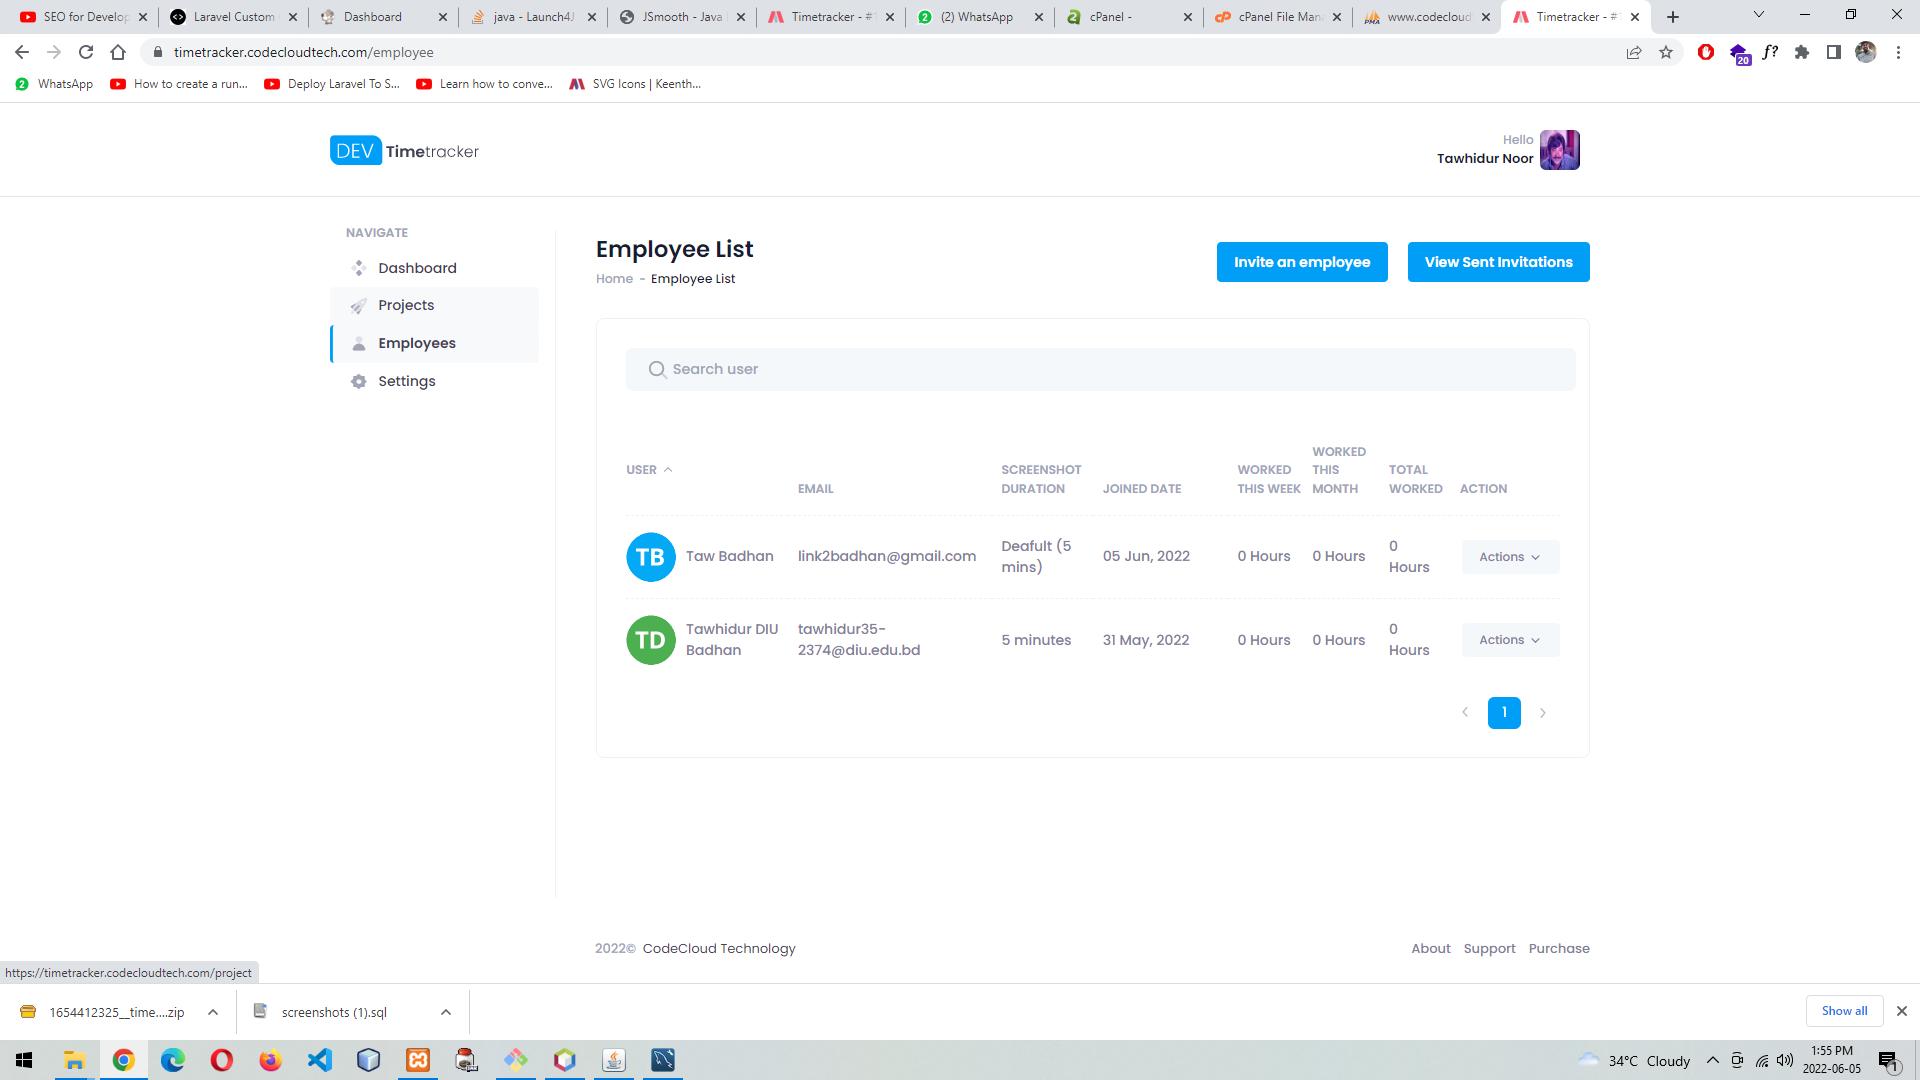 SEO for Develop
Laravel Custom
Dashboard
java - Launch4J
JSmooth - Java
Timetracker - #1
(2) WhatsApp
cPanel -
cPanel File Man
www.codecloud
Timetracker - #1
timetracker.codecloudtech.com/employee
20
f?
WhatsApp
How to create a run...
Deploy Laravel To S...
Learn how to conve...
SVG Icons | Keenth...
DEV Timetracker
Hello
Tawhidur Noor
NAVIGATE
Dashboard
Projects
Employees
Settings
Employee List
Home - Employee List
Invite an employee
View Sent Invitations
Search user
USER
EMAIL
SCREENSHOT
DURATION
JOINED DATE
WORKED
THIS WEEK
WORKED
THIS
MONTH
TOTAL
WORKED
ACTION
TB
Taw Badhan
link2badhan@gmail.com
Deafult (5
mins)
05 Jun, 2022
0 Hours
0 Hours
0
Hours
Actions
TD
Tawhidur DIU
Badhan
tawhidur35-
2374@diu.edu.bd
5 minutes
31 May, 2022
0 Hours
0 Hours
0
Hours
Actions
1
2022© CodeCloud Technology
About
Support
Purchase
https://timetracker.codecloudtech.com/project
1654412325__time....zip
screenshots (1).sql
Show all
34°C Cloudy
1:55 PM
2022-06-05
1